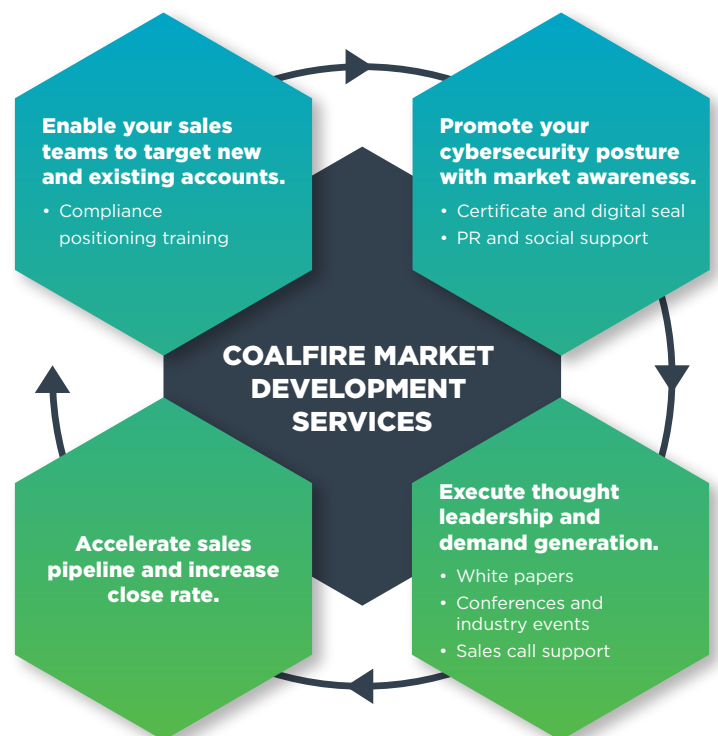 Enable your sales
teams to target new
and existing accounts.
• Compliance
positioning training
Promote your
cybersecurity posture
with market awareness.
• Certificate and digital seal
• PR and social support
COALFIRE MARKET
DEVELOPMENT
SERVICES
Accelerate sales
pipeline and increase
close rate.
Execute thought
leadership and
demand generation.
• White papers
• Conferences and
industry events
• Sales call support